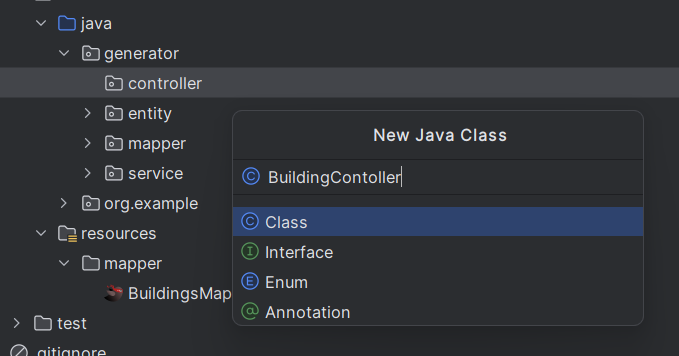 java
generator
controller
entity
mapper
service
org.example
resources
mapper
BuildingsMap
test
.gitignore
New Java Class
C BuildingContoller
C Class
I Interface
E Enum
@ Annotation